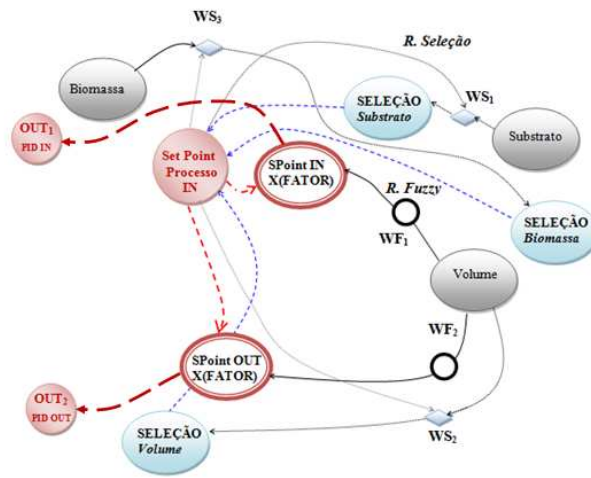 WS3
R. Seleção
Biomassa
SELEÇÃO
Substrato
WS1
Substrato
OUT1
PID IN
Set Point
Processo
IN
SPoint IN
X(FATOR)
R. Fuzzy
WF1
SELEÇÃO
Biomassa
Volume
WF2
SPoint OUT
X(FATOR)
OUT2
PID OUT
SELEÇÃO
Volume
WS2